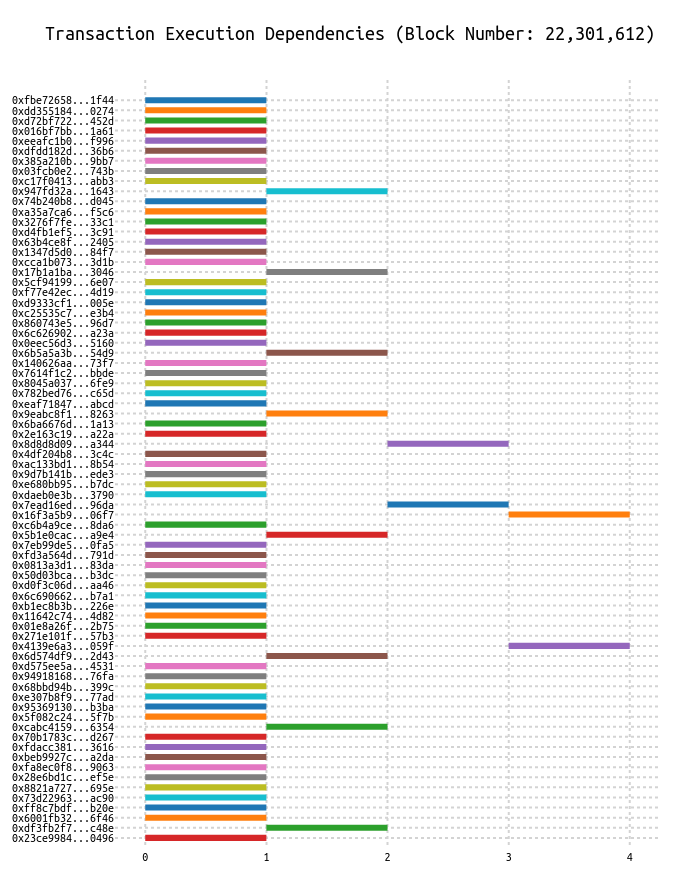 Transaction Execution Dependencies (Block Number: 22,301,612)
0xfbe72658...1f44
0xdd355184...0274
0xd72bf722...452d
0x016bf7bb...1a61
0xeeafc1b0...f996
0xdfdd182d...36b6
0x385a210b...9bb7
0x03fcb0e2...743b
0xc17f0413...abb3
0x947fd32a...1643
0x74b240b8...d045
0xa35a7ca6...f5c6
0x3276f7fe...33c1
0xd4fb1ef5...3c91
0x63b4ce8f...2405
0x1347d5d0...84f7
0xcca1b073...3d1b
0x17b1a1ba...3046
0x5cf94199...6e07
0xf77e42ec...4d19
0xd9333cf1...005e
0xc25535c7...e3b4
0x860743e5...96d7
0x6c626902...a23a
0x0eec56d3...5160
0x6b5a5a3b...54d9
0x140626aa...73f7
0x7614f1c2...bbde
0x8045a037...6fe9
0x782bed76...c65d
0xeaf71847...abcd
0x9eabc8f1...8263
0x6ba6676d...1a13
0x2e163c19...a22a
0x8d8d8d09...a344
0x4df204b8...3c4c
0xac133bd1...8b54
0x9d7b141b...ede3
0xe680bb95...b7dc
0xdaeb0e3b...3790
0x7ead16ed...96da
0x16f3a5b9...06f7
0xc6b4a9ce...8da6
0x5b1e0cac...a9e4
0x7eb99de5...0fa5
0xfd3a564d...791d
0x0813a3d1...83da
0x50d03bca...b3dc
0xd0f3c06d...aa46
0x6c690662...b7a1
0xb1ec8b3b...226e
0x11642c74...4d82
0x01e8a26f...2b75
0x271e101f...57b3
0x4139e6a3...059f
0x6d574df9...2d43
0xd575ee5a...4531
0x94918168...76fa
0x68bbd94b...399c
0xe307b8f9...77ad
0x95369130...b3ba
0x5f082c24...5f7b
0xcabc4159...6354
0x70b1783c...d267
0xfdacc381...3616
0xbeb9927c...a2da
0xfa8ec0f8...9063
0x28e6bd1c...ef5e
0x8821a727...695e
0x73d22963...ac90
0xff8c7bdf...b20e
0x6001fb32...6f46
0xdf3fb2f7...c48e
0x23ce9984...0496
0 1 2 3 4